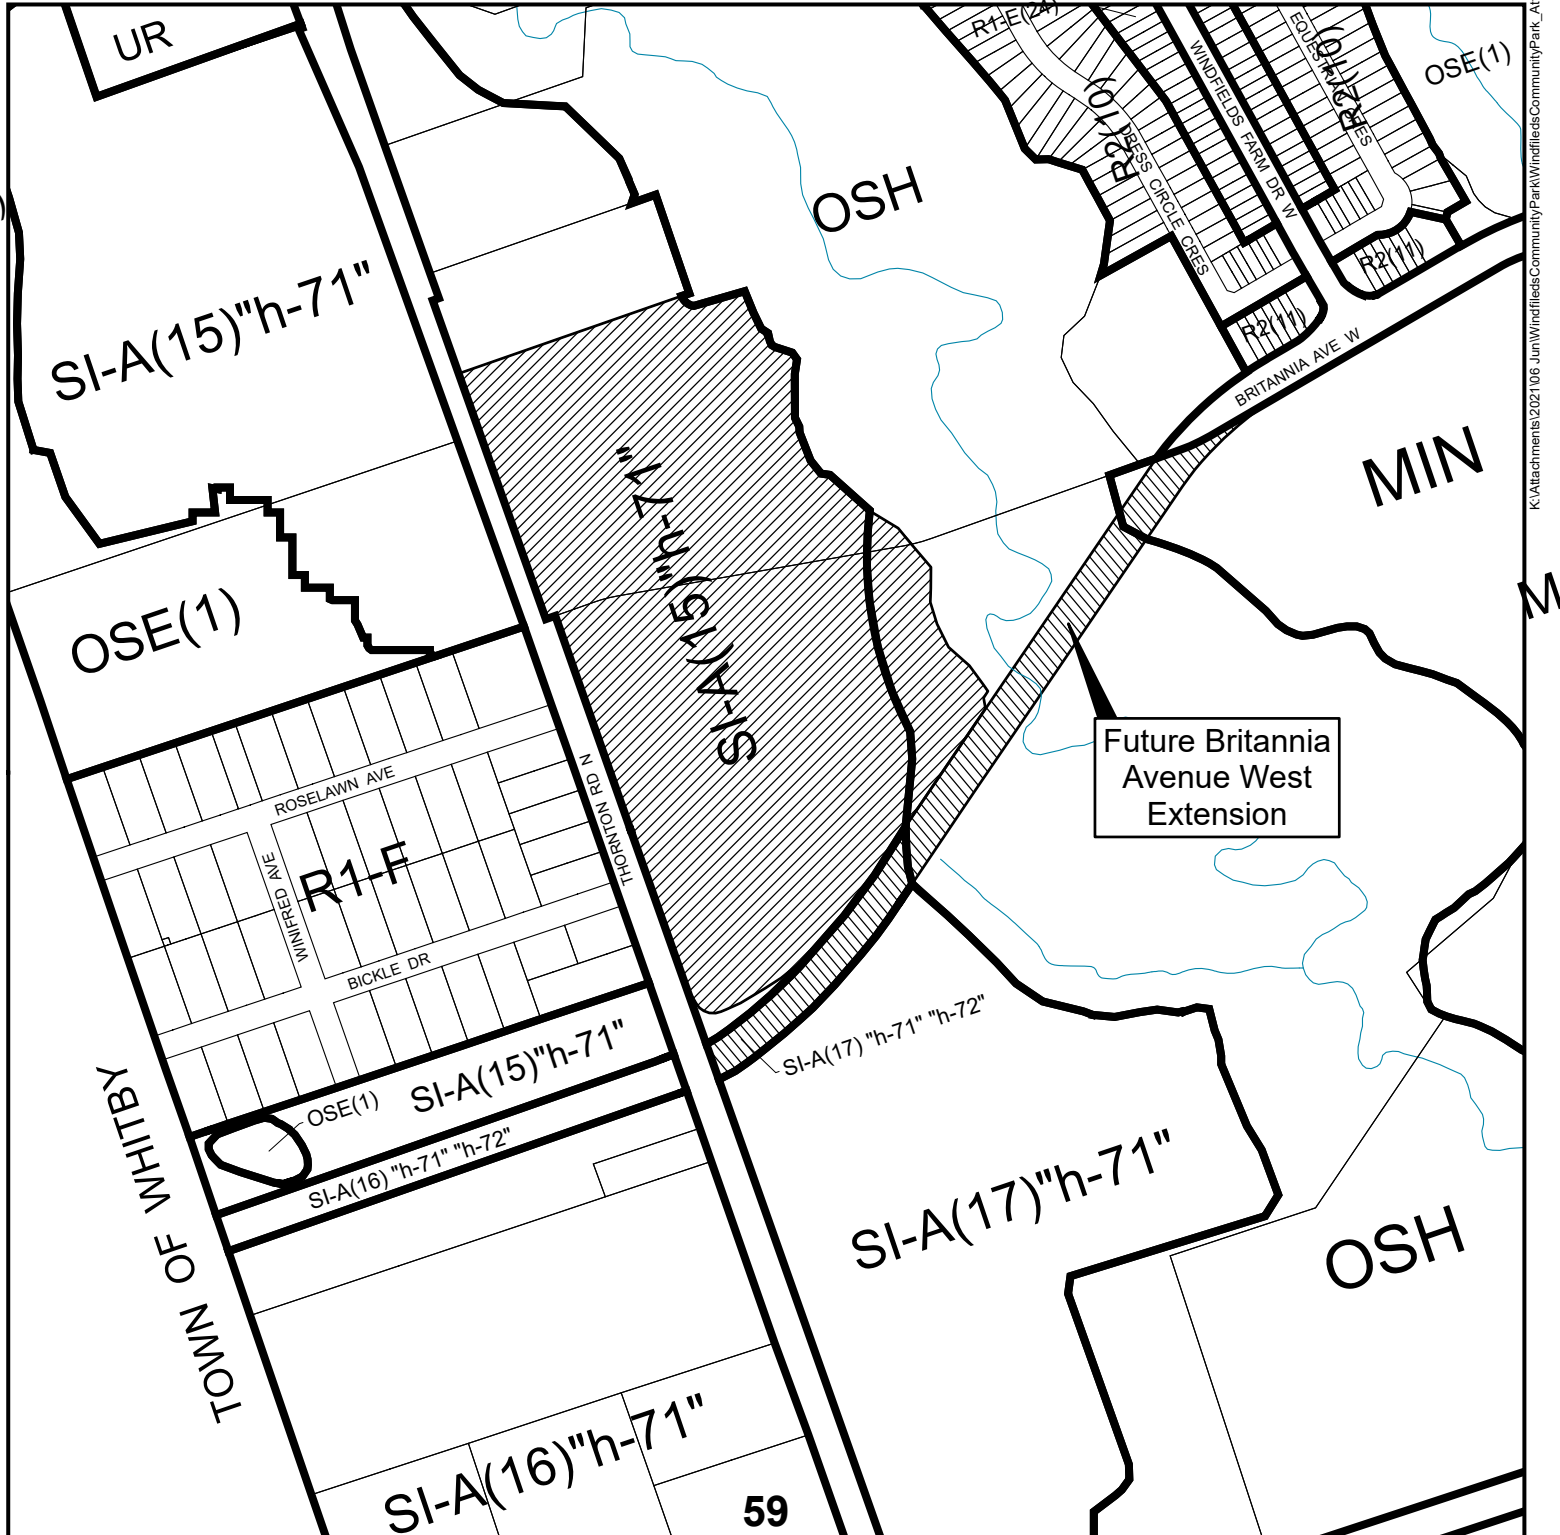 UR
R1-E(24)
R2(10)
WINDFIELDS FARM DR W
R2(10)
OSE(1)
OSH
CIRCLE CRES
R2(11)
R2(11)
BRITANNIA AVE W
SI-A(15)"h-71"
MIN
SI-A(15)"h-71"
OSE(1)
Future Britannia
Avenue West
Extension
ROSELAWN AVE
THORNTON RD N
R1-F
WINIFRED AVE
BICKLE DR
SI-A(17) "h-71" "h-72"
SI-A(15)"h-71"
OSE(1)
SI-A(16) "h-71" "h-72"
TOWN OF WHITBY
SI-A(17)"h-71"
OSH
SI-A(16)"h-71"
59